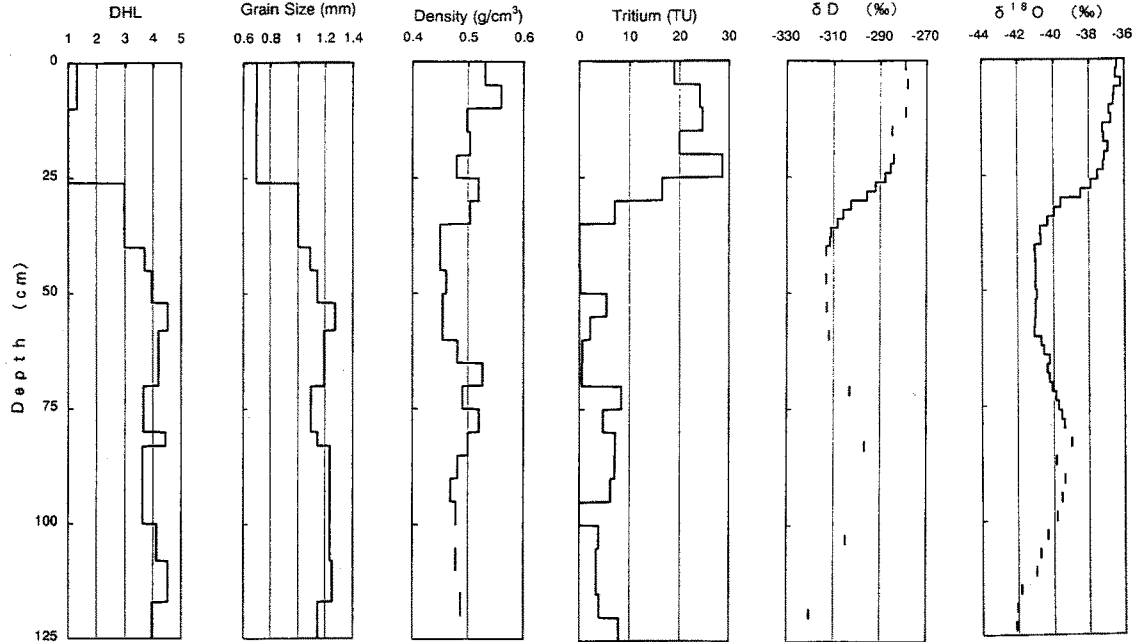 DHL
Grain Size (mm)
Density (g/cm³)
Tritium (TU)
δ D (‰)
δ ¹⁸O (‰)
1 2 3 4 5
0.6 0.8 1 1.2 1.4
0.4 0.5 0.6
0 10 20 30
-330 -310 -290 -270
-44 -42 -40 -38 -36
Depth (cm)
0
25
50
75
100
125